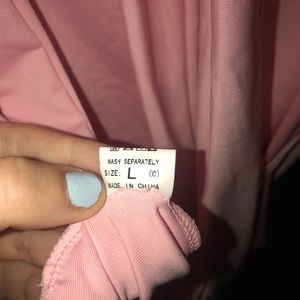 WASH SEPARATELY
SIZE: L (C)
MADE IN CHINA